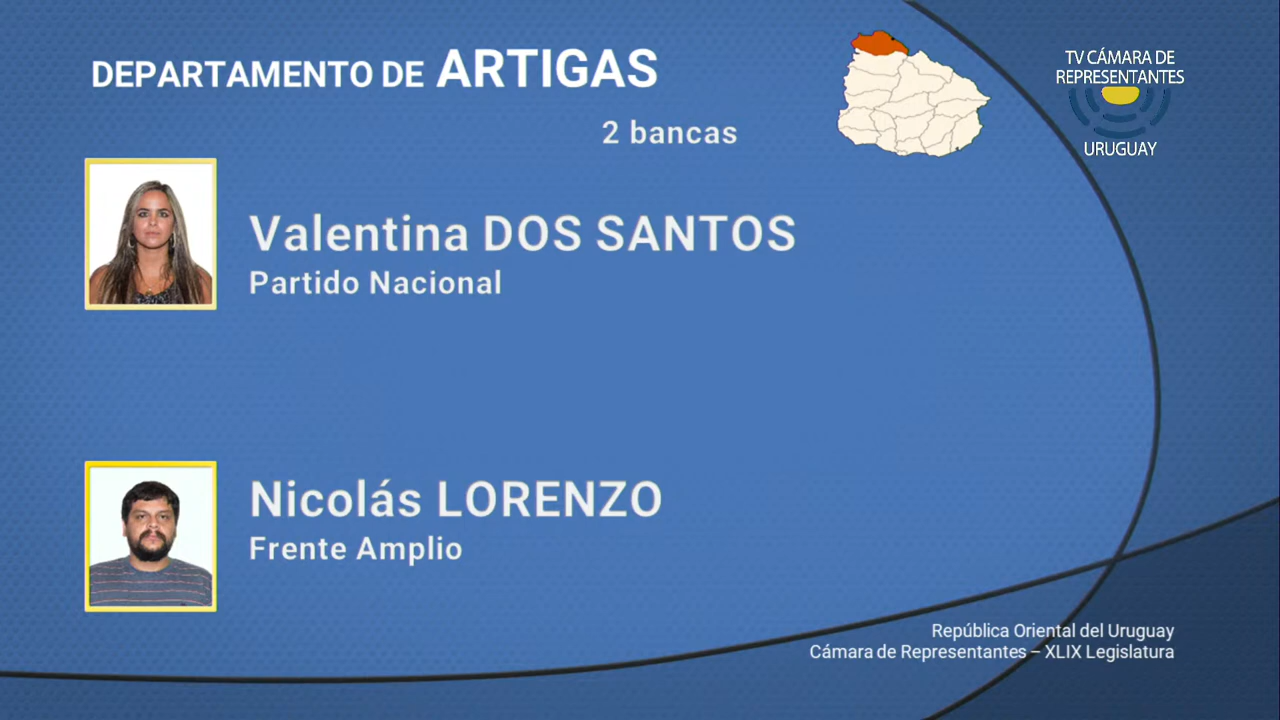 DEPARTAMENTO DE ARTIGAS
TV CÁMARA DE
REPRESENTANTES
URUGUAY
2 bancas
Valentina DOS SANTOS
Partido Nacional
Nicolás LORENZO
Frente Amplio
República Oriental del Uruguay
Cámara de Representantes – XLIX Legislatura